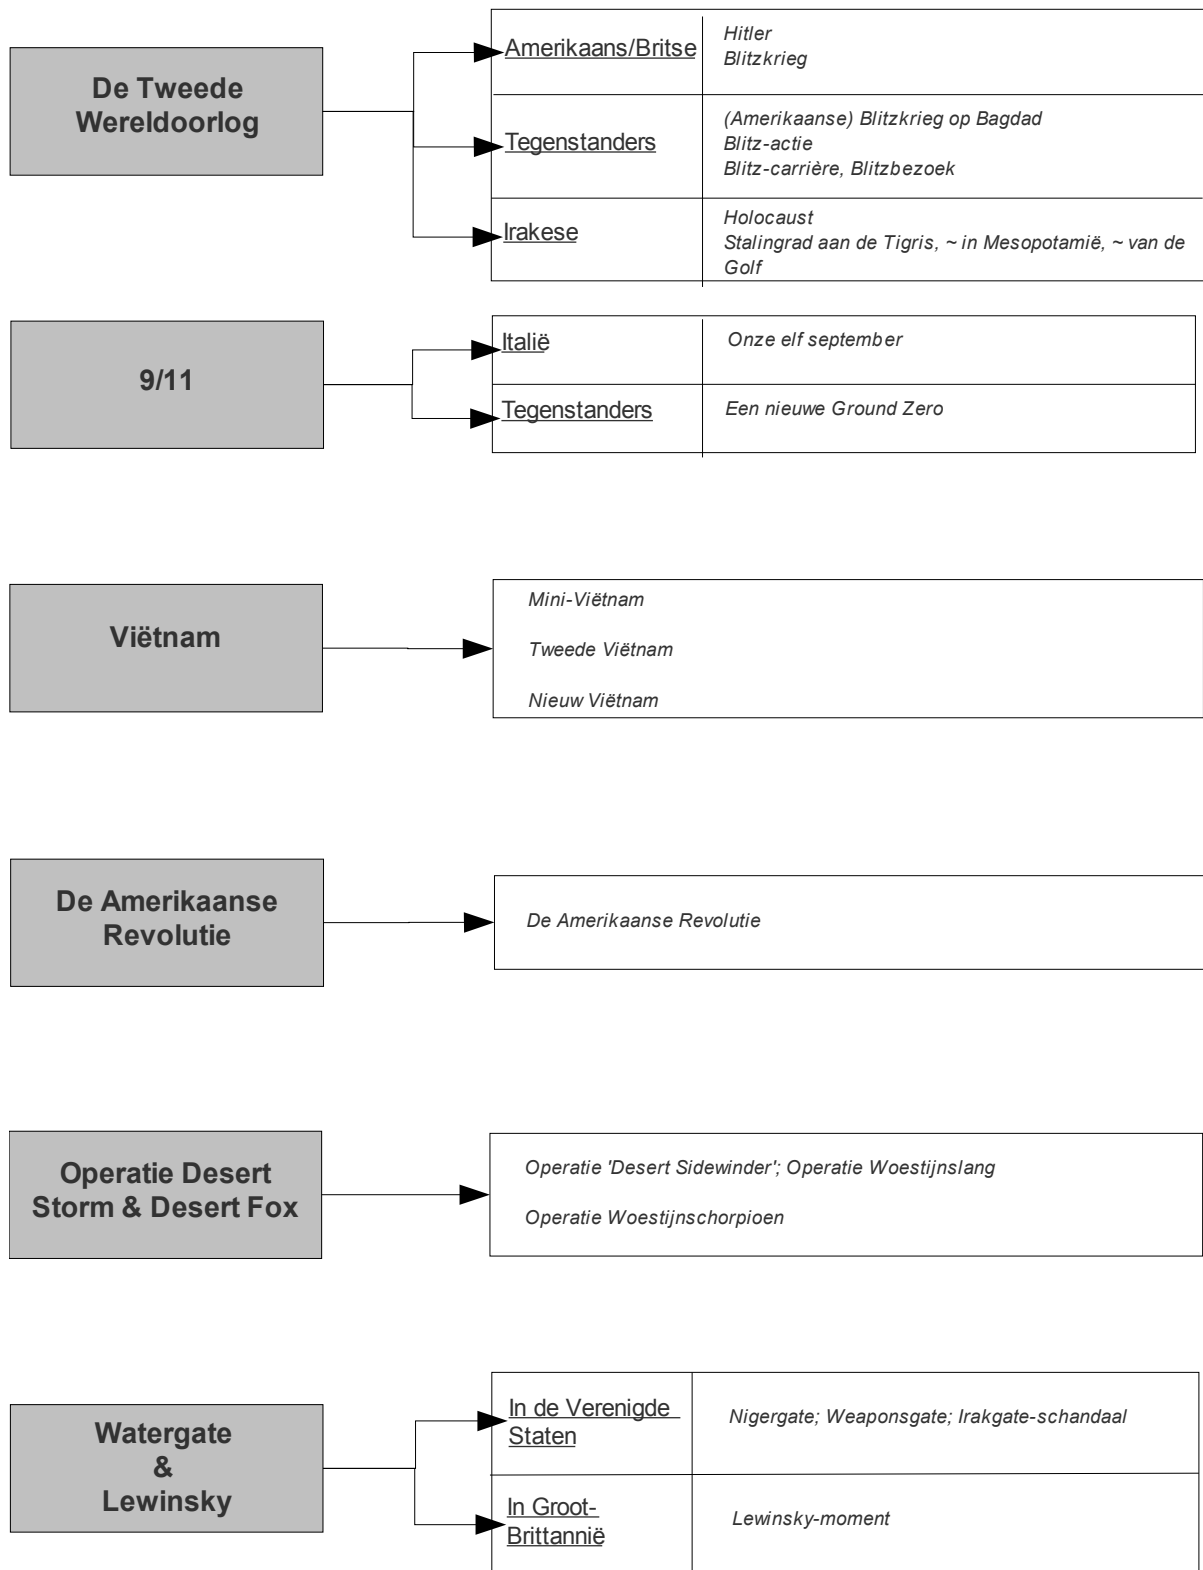 De Tweede
Wereldoorlog
Amerikaans/Britse
Hitler
Blitzkrieg
Tegenstanders
(Amerikaanse) Blitzkrieg op Bagdad
Blitz-actie
Blitz-carrière, Blitzbezoek
Irakese
Holocaust
Stalingrad aan de Tigris, ~ in Mesopotamië, ~ van de
Golf
9/11
Italië
Onze elf september
Tegenstanders
Een nieuwe Ground Zero
Viëtnam
Mini-Viëtnam
Tweede Viëtnam
Nieuw Viëtnam
De Amerikaanse
Revolutie
De Amerikaanse Revolutie
Operatie Desert
Storm & Desert Fox
Operatie 'Desert Sidewinder'; Operatie Woestijnslang
Operatie Woestijnschorpioen
Watergate
&
Lewinsky
In de Verenigde
Staten
Nigergate; Weaponsgate; Irakgate-schandaal
In Groot-
Brittannië
Lewinsky-moment